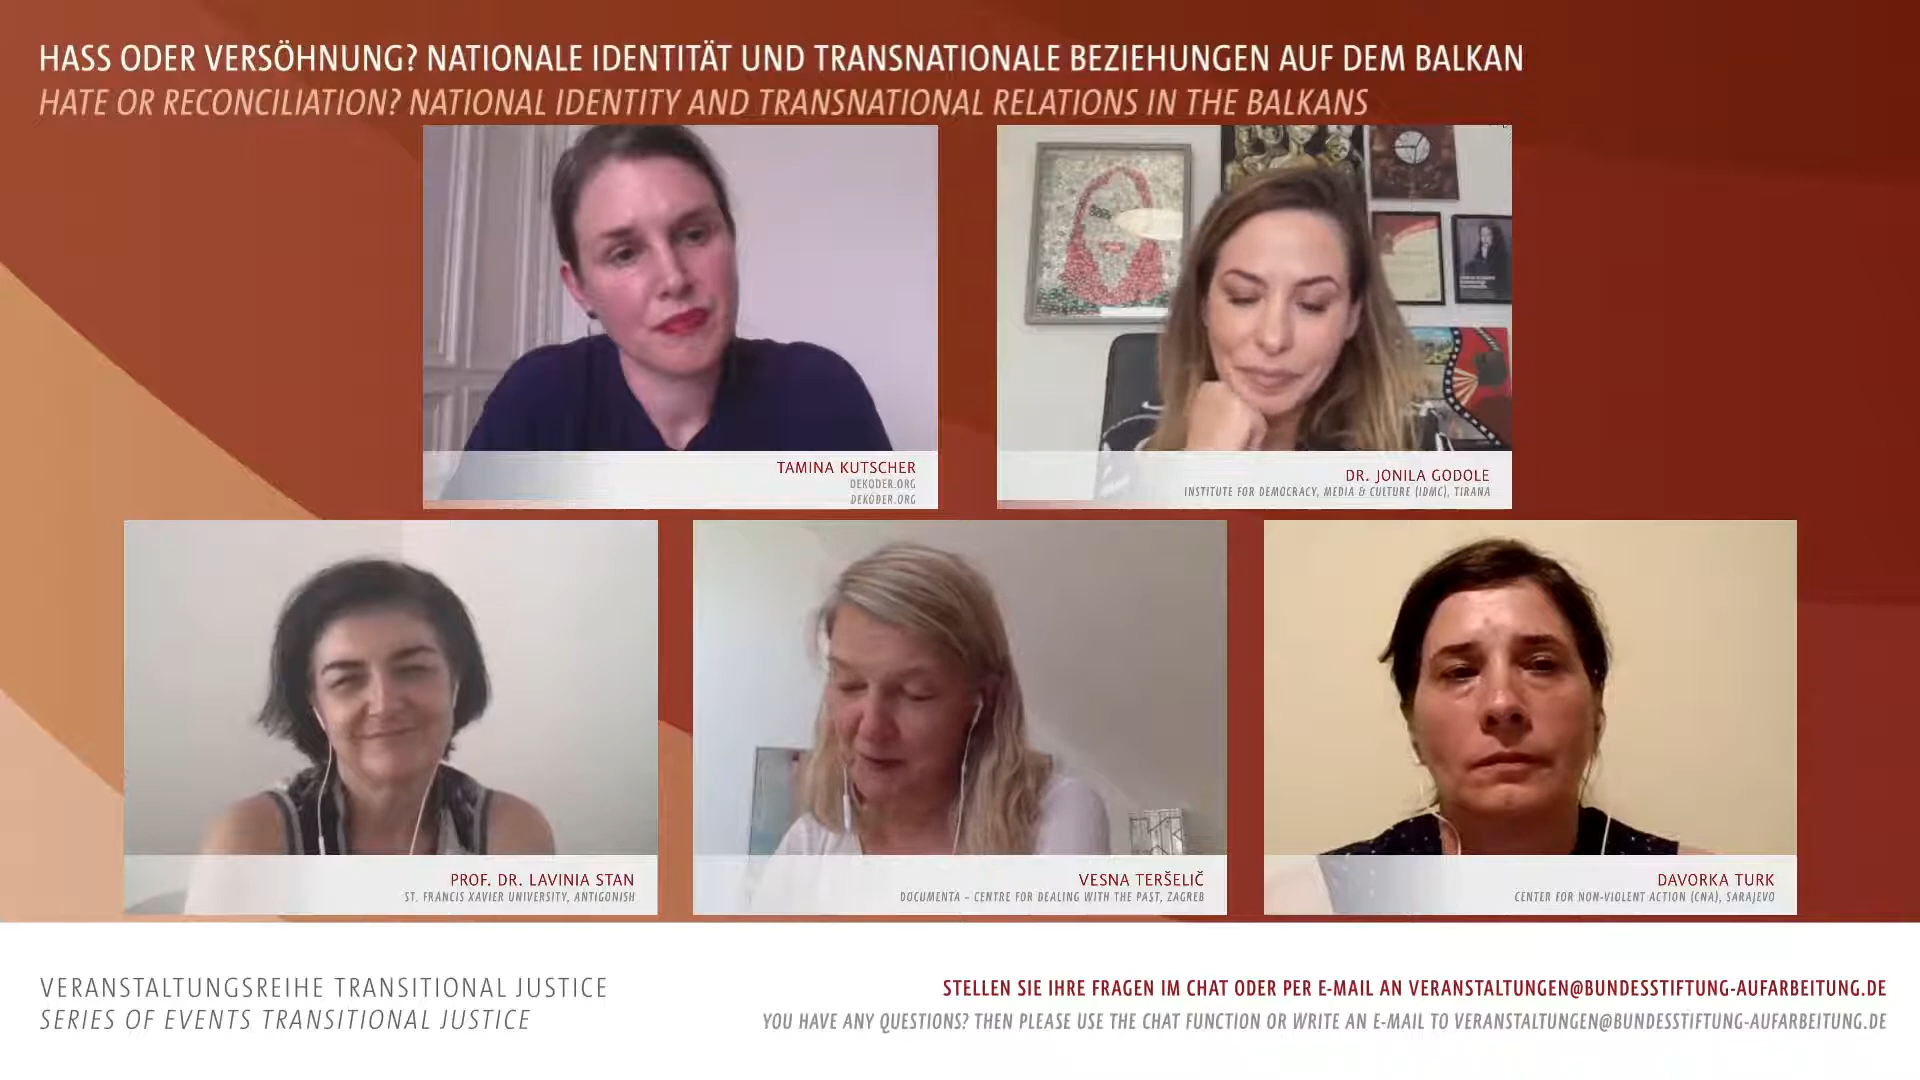 HASS ODER VERSÖHNUNG? NATIONALE IDENTITÄT UND TRANSNATIONALE BEZIEHUNGEN AUF DEM BALKAN
HATE OR RECONCILIATION? NATIONAL IDENTITY AND TRANSNATIONAL RELATIONS IN THE BALKANS
TAMINA KUTSCHER
DEKODER.ORG
DEKODER.ORG
DR. JONILA GODOLE
INSTITUTE FOR DEMOCRACY, MEDIA & CULTURE (IDMC), TIRANA
PROF. DR. LAVINIA STAN
ST. FRANCIS XAVIER UNIVERSITY, ANTIGONISH
VESNA TERŠELIČ
DOCUMENTA – CENTRE FOR DEALING WITH THE PAST, ZAGREB
DAVORKA TURK
CENTER FOR NON-VIOLENT ACTION (CNA), SARAJEVO
VERANSTALTUNGSREIHE TRANSITIONAL JUSTICE
SERIES OF EVENTS TRANSITIONAL JUSTICE
STELLEN SIE IHRE FRAGEN IM CHAT ODER PER E-MAIL AN VERANSTALTUNGEN@BUNDESSTIFTUNG-AUFARBEITUNG.DE
YOU HAVE ANY QUESTIONS? THEN PLEASE USE THE CHAT FUNCTION OR WRITE AN E-MAIL TO VERANSTALTUNGEN@BUNDESSTIFTUNG-AUFARBEITUNG.DE